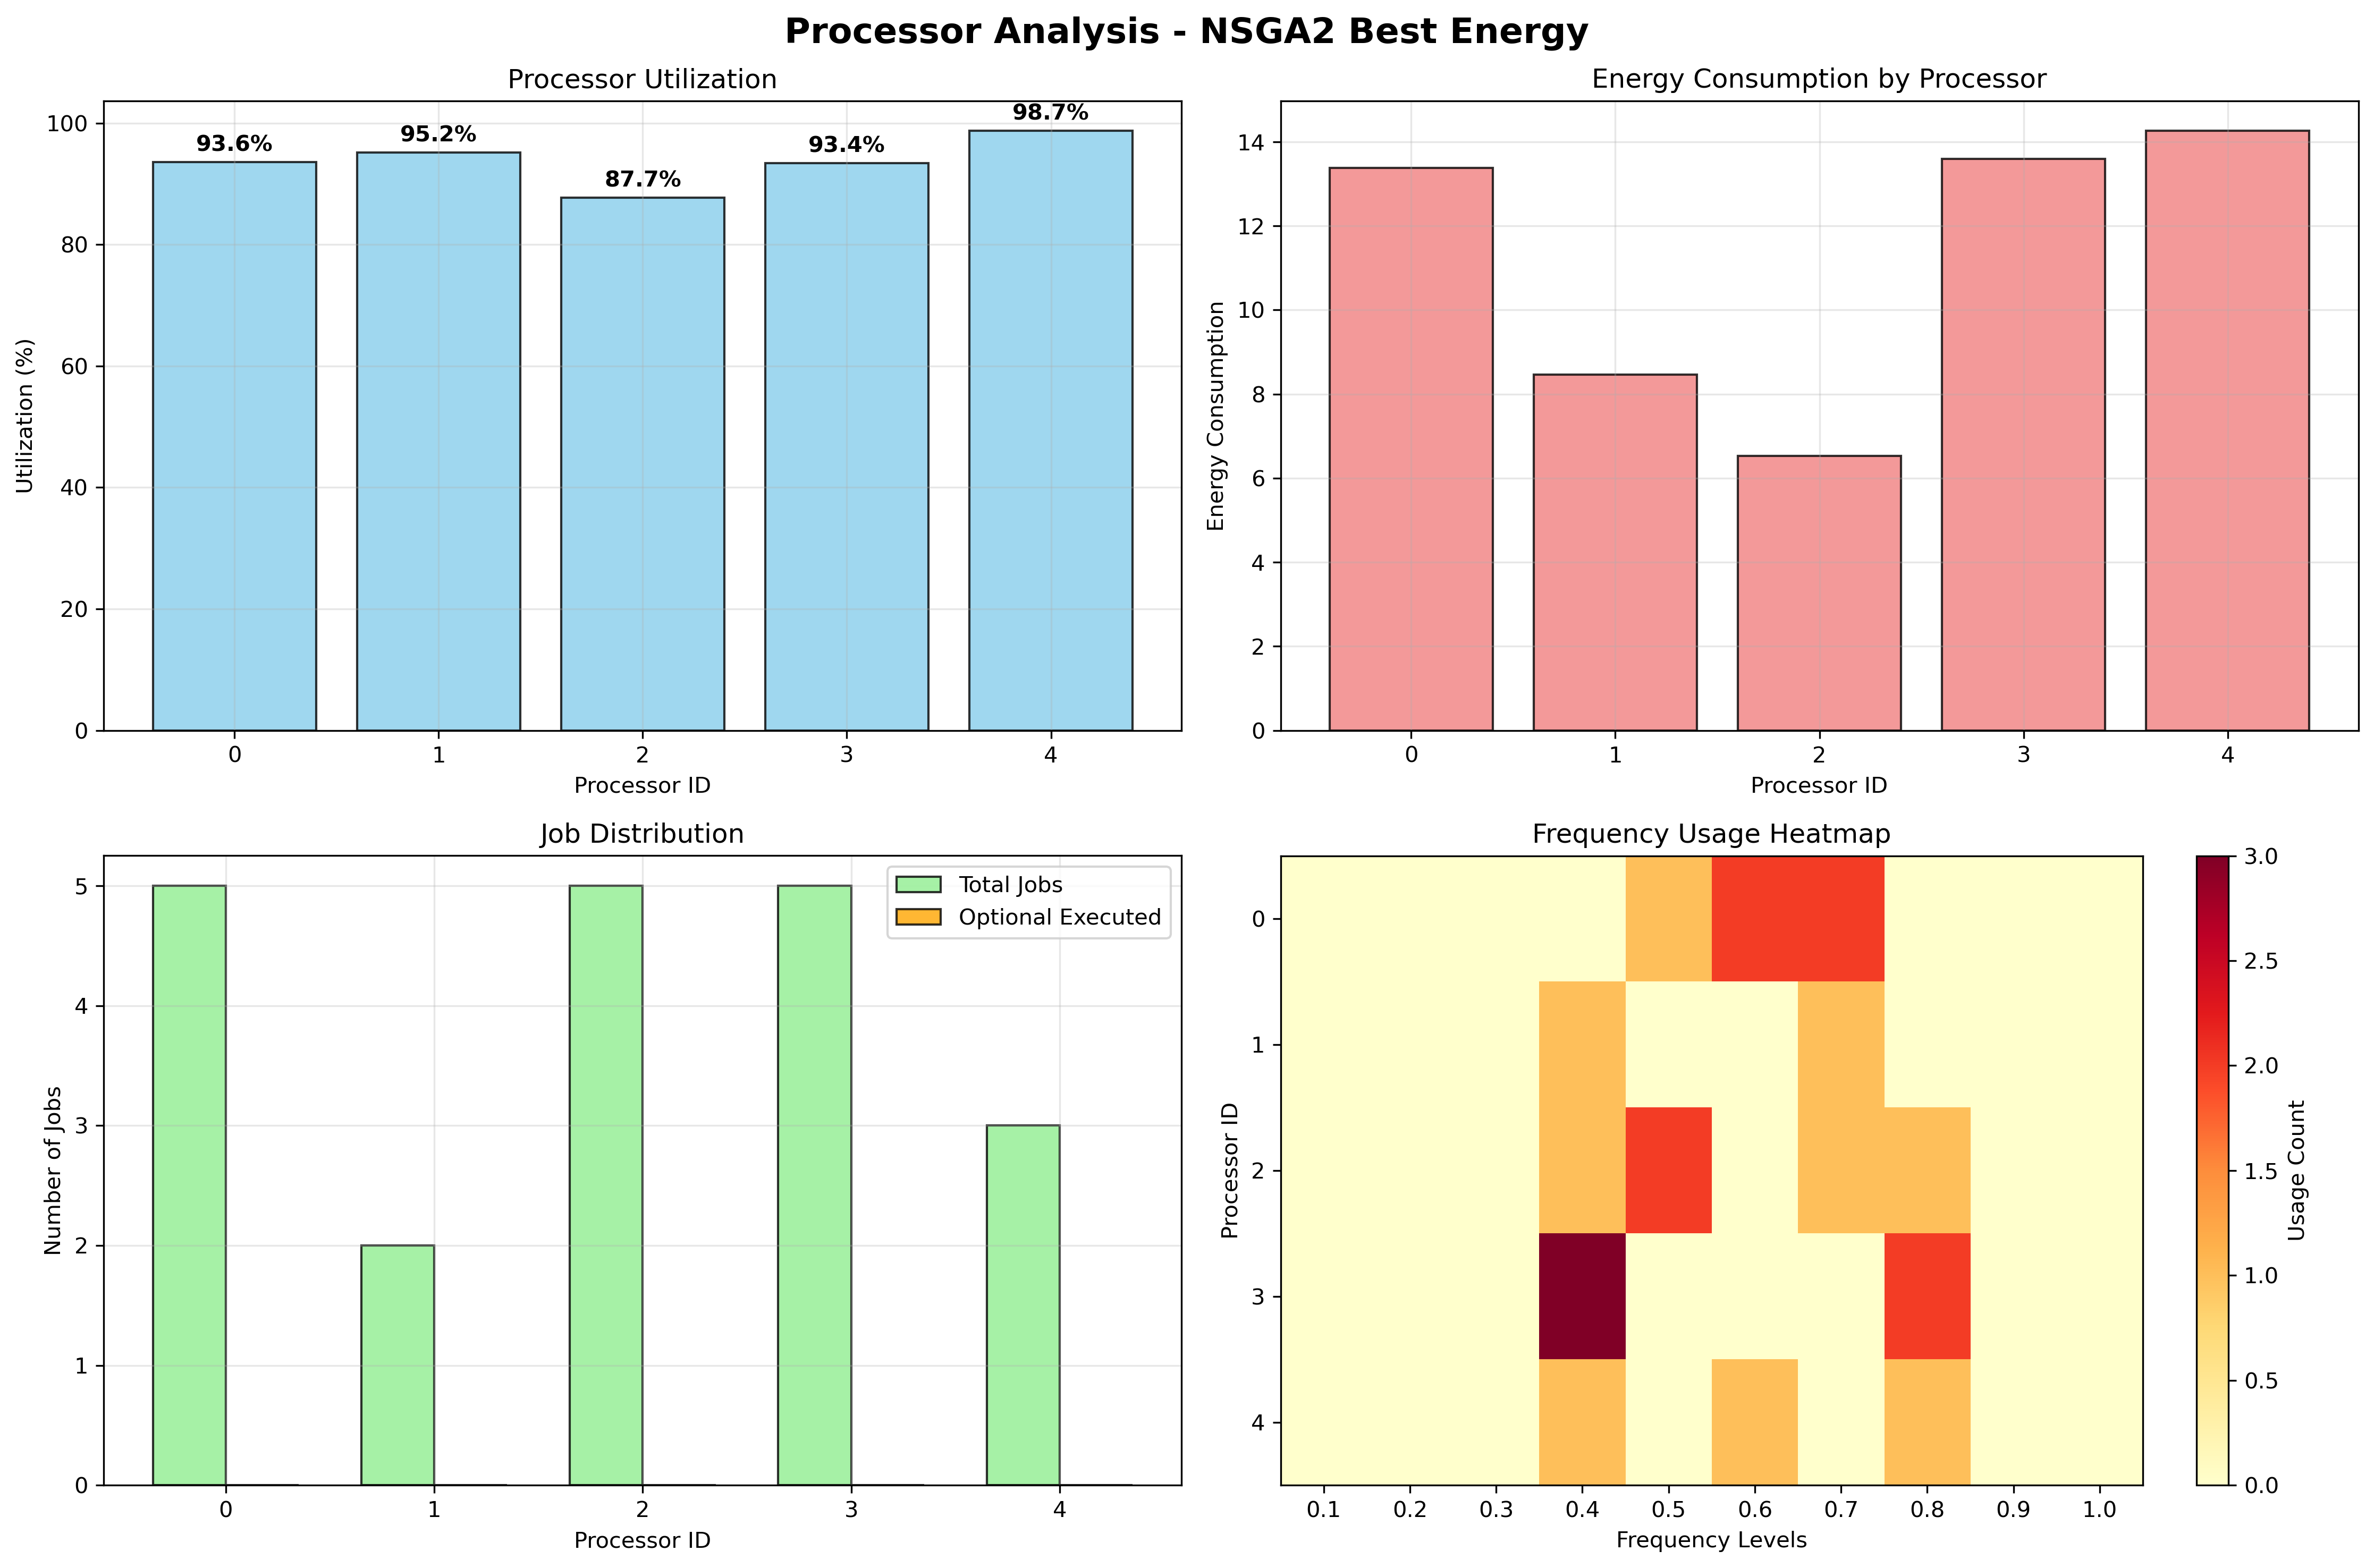 Processor Analysis - NSGA2 Best Energy
Processor Utilization
100
80
60
40
20
0
Utilization (%)
93.6%
95.2%
87.7%
93.4%
98.7%
0 1 2 3 4
Processor ID
Energy Consumption by Processor
14
12
10
8
6
4
2
0
Energy Consumption
0 1 2 3 4
Processor ID
Job Distribution
5
4
3
2
1
0
Number of Jobs
Total Jobs
Optional Executed
0 1 2 3 4
Processor ID
Frequency Usage Heatmap
0
1
2
3
4
Processor ID
0.1 0.2 0.3 0.4 0.5 0.6 0.7 0.8 0.9 1.0
Frequency Levels
3.0
2.5
2.0
1.5
1.0
0.5
0.0
Usage Count